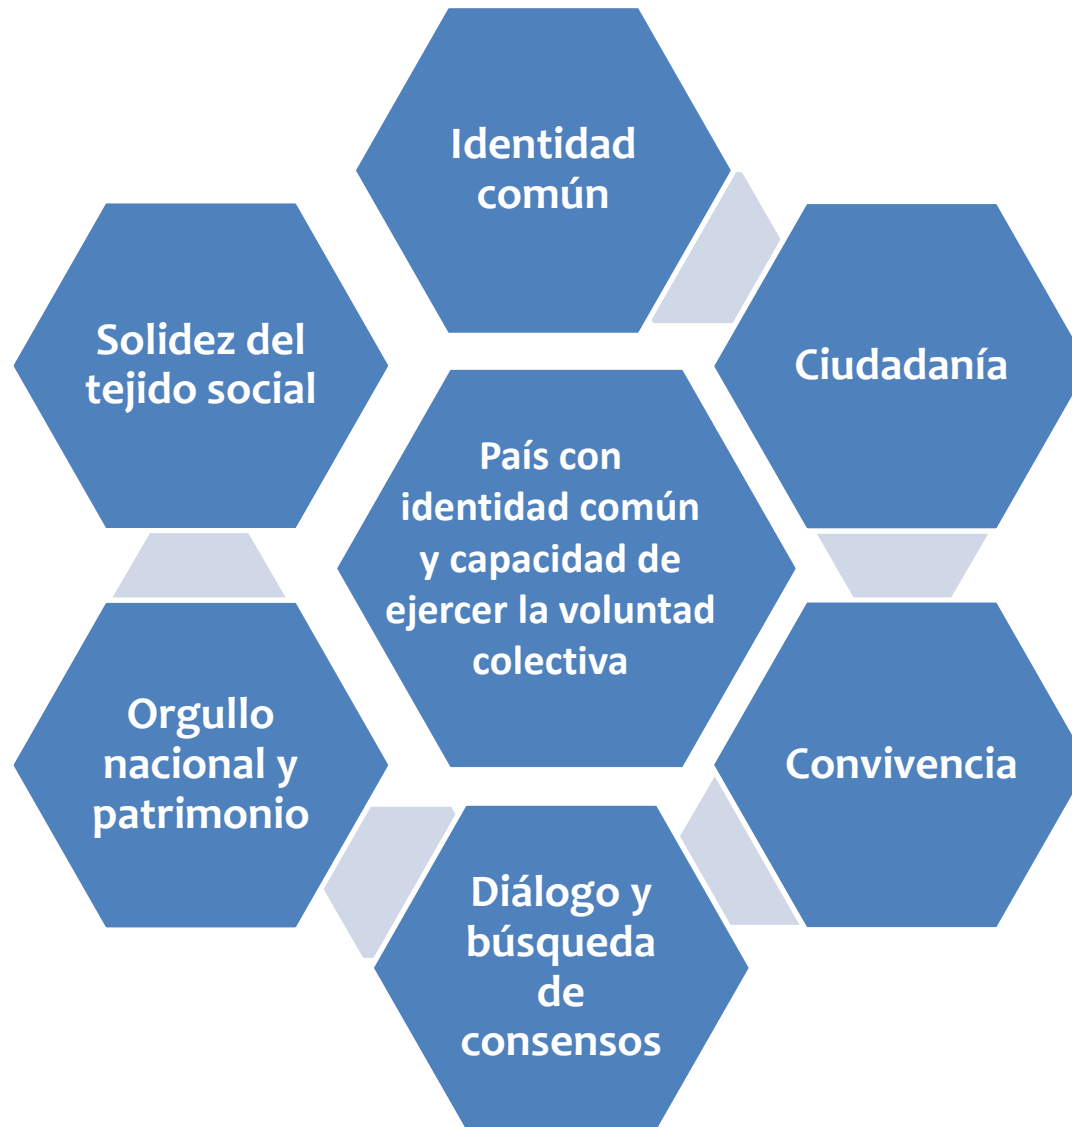 Identidad
común
Ciudadanía
Convivencia
Diálogo y
búsqueda
de
consensos
Orgullo
nacional y
patrimonio
Solidez del
tejido social
País con
identidad común
y capacidad de
ejercer la voluntad
colectiva